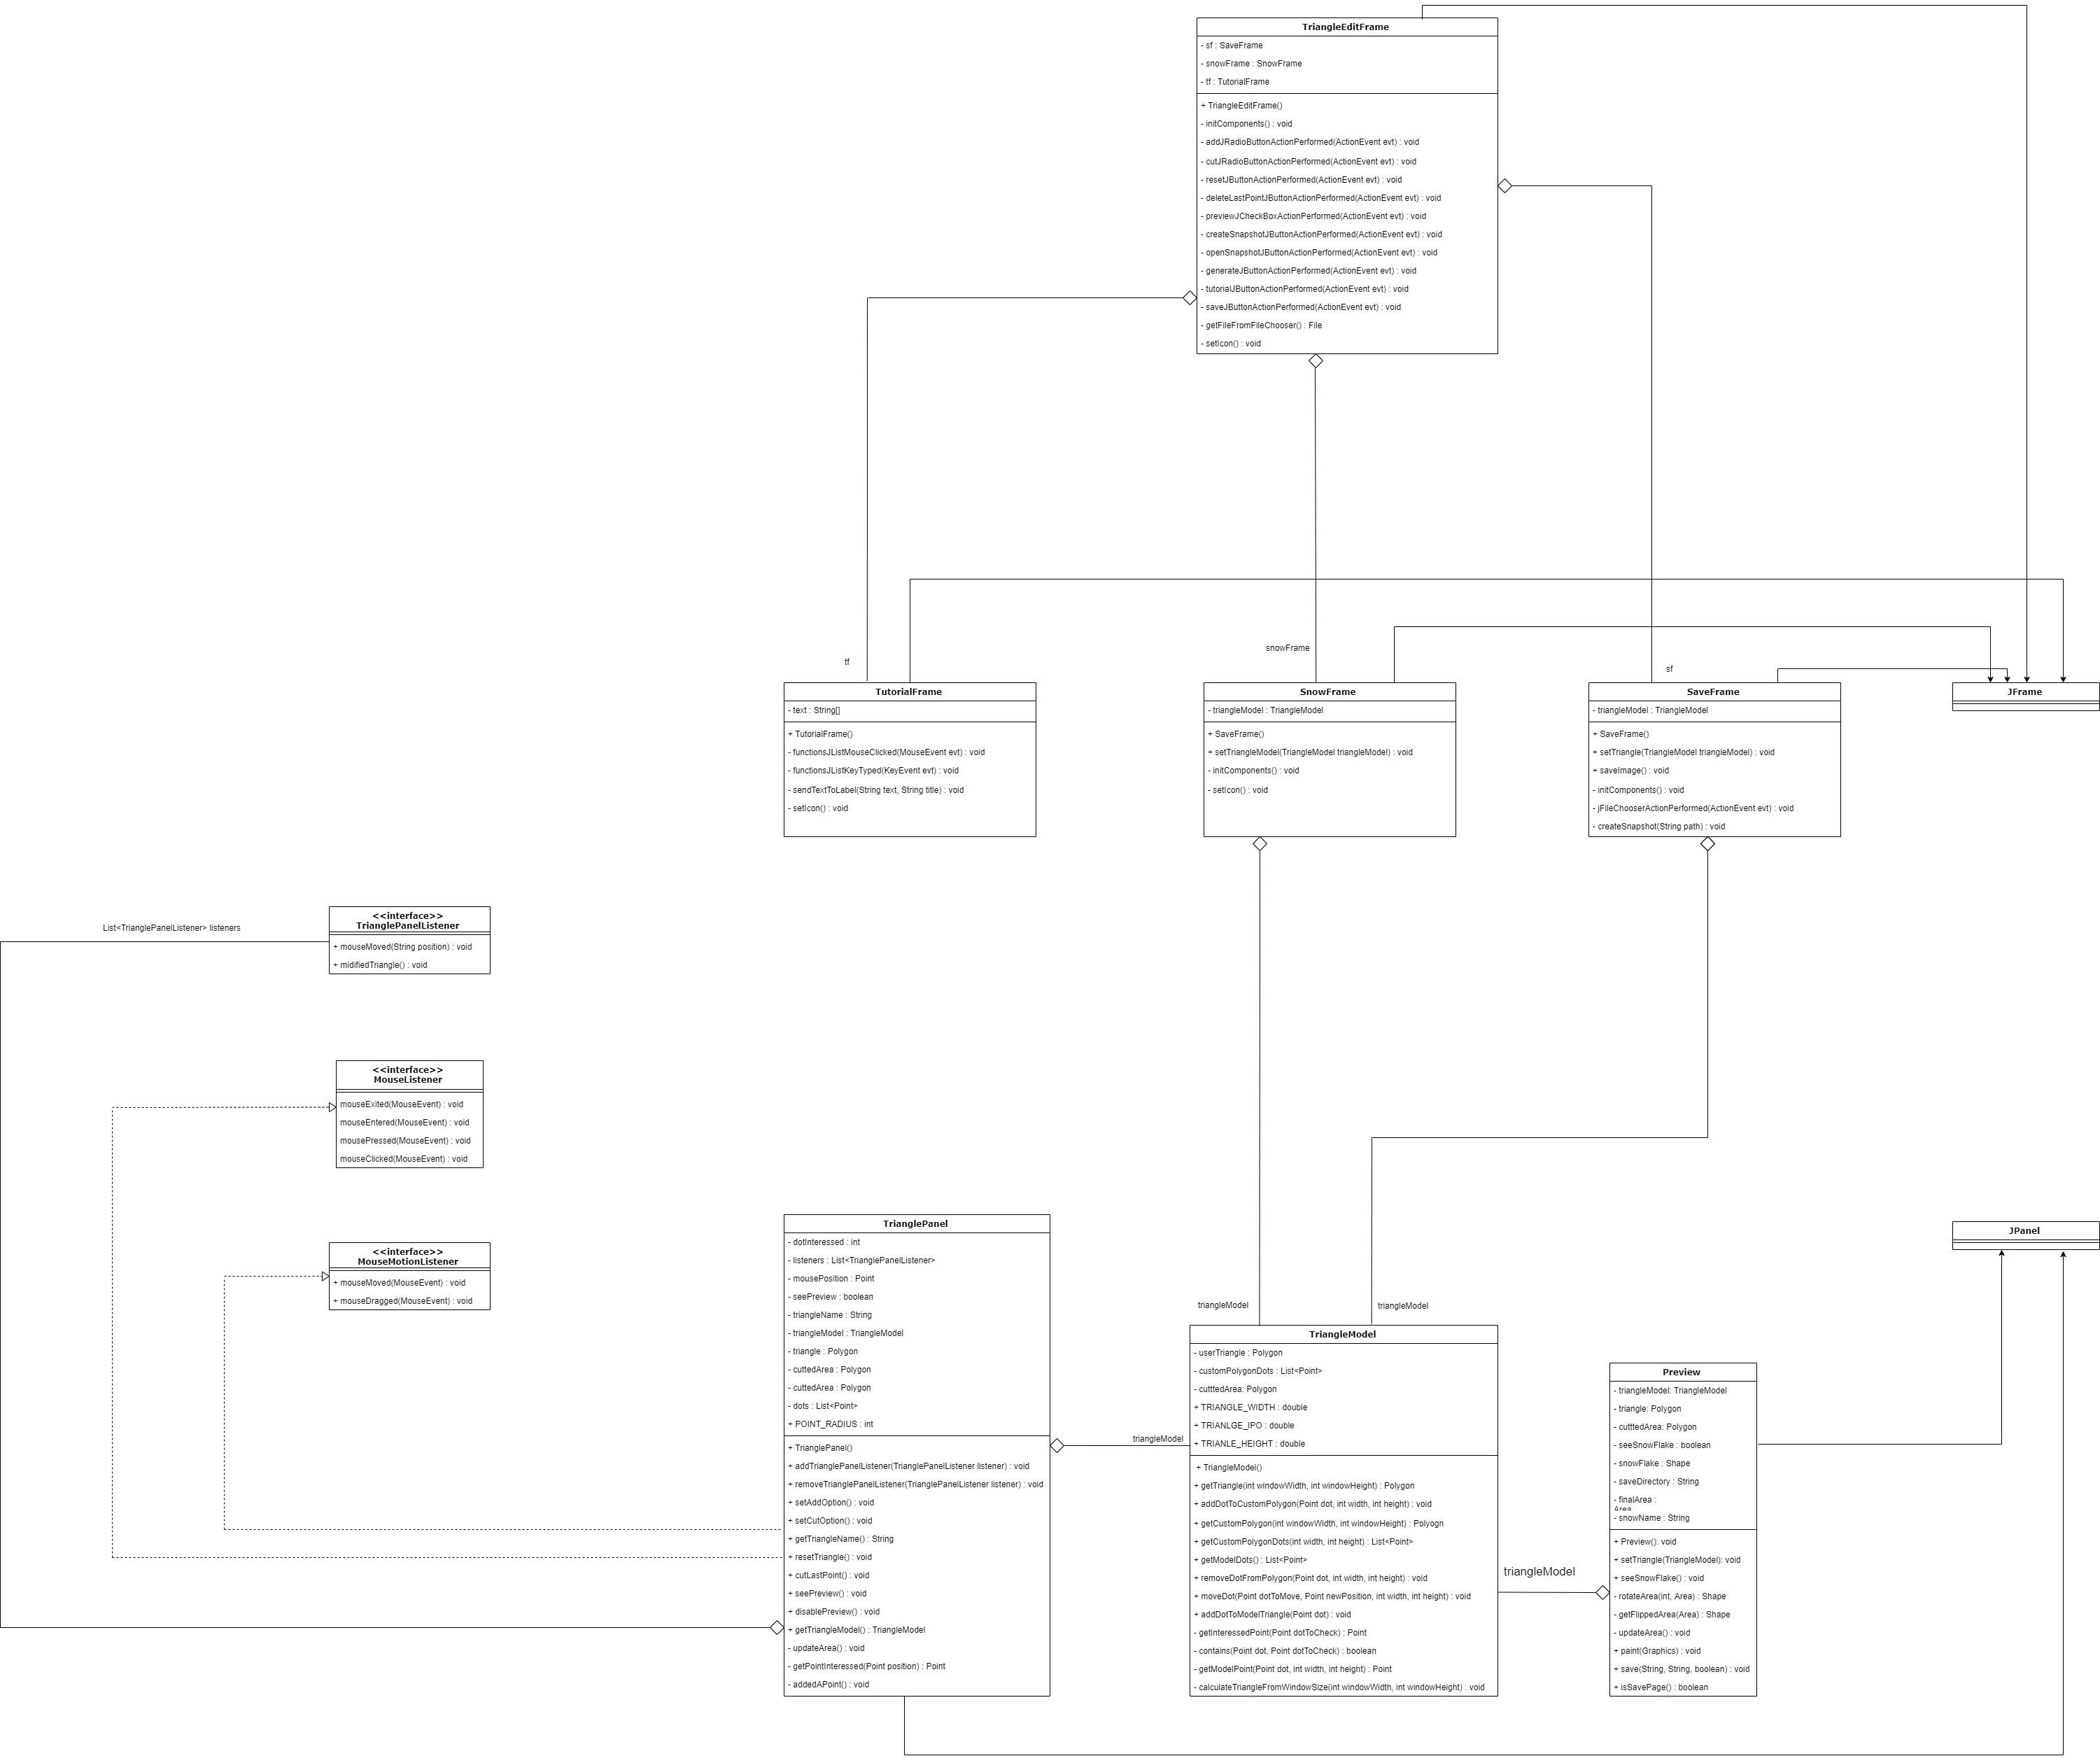 TriangleEditFrame
- sf : SaveFrame
- snowFrame : SnowFrame
- tf : TutorialFrame
+ TriangleEditFrame()
- initComponents() : void
- addJRadioButtonActionPerformed(ActionEvent evt) : void
- cutJRadioButtonActionPerformed(ActionEvent evt) : void
- resetJButtonActionPerformed(ActionEvent evt) : void
- deleteLastPointJButtonActionPerformed(ActionEvent evt) : void
- previewJCheckBoxActionPerformed(ActionEvent evt) : void
- createSnapshotJButtonActionPerformed(ActionEvent evt) : void
- openSnapshotJButtonActionPerformed(ActionEvent evt) : void
- generateJButtonActionPerformed(ActionEvent evt) : void
- tutorialJButtonActionPerformed(ActionEvent evt) : void
- saveJButtonActionPerformed(ActionEvent evt) : void
- getFileFromFileChooser() : File
- setIcon() : void
tf
snowFrame
sf
TutorialFrame
- text : String[]
+ TutorialFrame()
- functionsJListMouseClicked(MouseEvent evt) : void
- functionsJListKeyTyped(KeyEvent evt) : void
- sendTextToLabel(String text, String title) : void
- setIcon() : void
SnowFrame
- triangleModel : TriangleModel
+ SaveFrame()
+ setTriangleModel(TriangleModel triangleModel) : void
- initComponents() : void
- setIcon() : void
SaveFrame
- triangleModel : TriangleModel
+ SaveFrame()
+ setTriangle(TriangleModel triangleModel) : void
+ saveImage() : void
- initComponents() : void
- jFileChooserActionPerformed(ActionEvent evt) : void
- createSnapshot(String path) : void
JFrame
List<TrianglePanelListener> listeners
<<interface>>
TrianglePanelListener
+ mouseMoved(String position) : void
+ midifiedTriangle() : void
<<interface>>
MouseListener
mouseExited(MouseEvent) : void
mouseEntered(MouseEvent) : void
mousePressed(MouseEvent) : void
mouseClicked(MouseEvent) : void
<<interface>>
MouseMotionListener
+ mouseMoved(MouseEvent) : void
+ mouseDragged(MouseEvent) : void
TrianglePanel
- dotInteressed : int
- listeners : List<TrianglePanelListener>
- mousePosition : Point
- seePreview : boolean
- triangleName : String
- triangleModel : TriangleModel
- triangle : Polygon
- cuttedArea : Polygon
- cuttedArea : Polygon
- dots : List<Point>
+ POINT_RADIUS : int
+ TrianglePanel()
+ addTrianglePanelListener(TrianglePanelListener listener) : void
+ removeTrianglePanelListener(TrianglePanelListener listener) : void
+ setAddOption() : void
+ setCutOption() : void
+ getTriangleName() : String
+ resetTriangle() : void
+ cutLastPoint() : void
+ seePreview() : void
+ disablePreview() : void
+ getTriangleModel() : TriangleModel
- updateArea() : void
- getPointInteressed(Point position) : Point
- addedAPoint() : void
triangleModel
triangleModel
triangleModel
TriangleModel
- userTriangle : Polygon
- customPolygonDots : List<Point>
- cutttedArea: Polygon
+ TRIANGLE_WIDTH : double
+ TRIANLGE_IPO : double
+ TRIANLE_HEIGHT : double
+ TriangleModel()
+ getTriangle(int windowWidth, int windowHeight) : Polygon
+ addDotToCustomPolygon(Point dot, int width, int height) : void
+ getCustomPolygon(int windowWidth, int windowHeight) : Polyogn
+ getCustomPolygonDots(int width, int height) : List<Point>
+ getModelDots() : List<Point>
+ removeDotFromPolygon(Point dot, int width, int height) : void
+ moveDot(Point dotToMove, Point newPosition, int width, int height) : void
+ addDotToModelTriangle(Point dot) : void
- getInteressedPoint(Point dotToCheck) : Point
- contains(Point dot, Point dotToCheck) : boolean
- getModelPoint(Point dot, int width, int height) : Point
- calculateTriangleFromWindowSize(int windowWidth, int windowHeight) : void
triangleModel
JPanel
Preview
- triangleModel: TriangleModel
- triangle: Polygon
- cutttedArea: Polygon
- seeSnowFlake : boolean
- snowFlake : Shape
- saveDirectory : String
- finalArea :
Area
- snowName : String
+ Preview(): void
+ setTriangle(TriangleModel): void
+ seeSnowFlake() : void
- rotateArea(int, Area) : Shape
- getFlippedArea(Area) : Shape
- updateArea() : void
+ paint(Graphics) : void
+ save(String, String, boolean) : void
+ isSavePage() : boolean